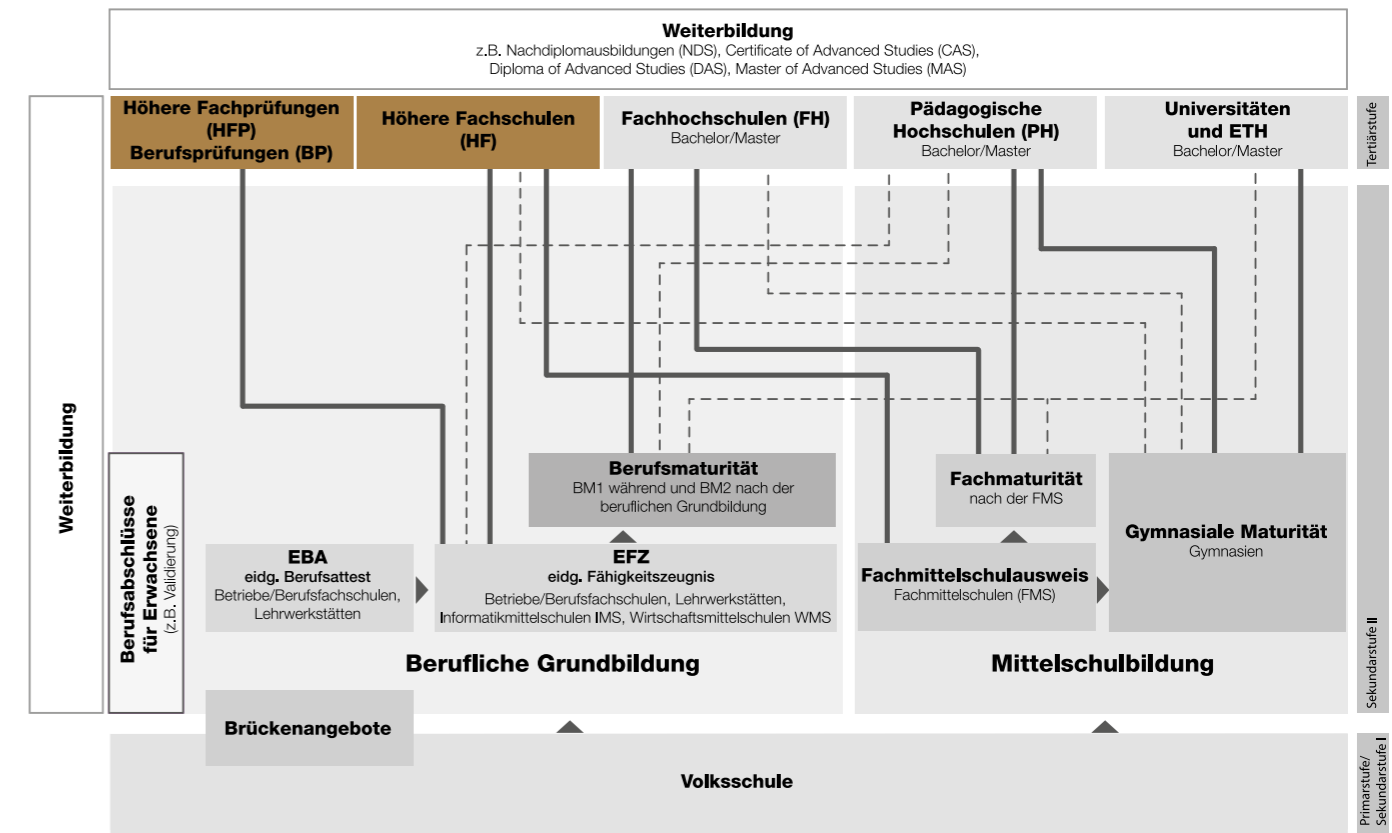 Weiterbildung
z.B. Nachdiplomausbildungen (NDS), Certificate of Advanced Studies (CAS),
Diploma of Advanced Studies (DAS), Master of Advanced Studies (MAS)
Höhere Fachprüfungen
(HFP)
Berufsprüfungen (BP)
Höhere Fachschulen
(HF)
Fachhochschulen (FH)
Bachelor/Master
Pädagogische
Hochschulen (PH)
Bachelor/Master
Universitäten
und ETH
Bachelor/Master
Tertiärstufe
Weiterbildung
Berufsabschlüsse
für Erwachsene
(z.B. Validierung)
Berufsmaturität
BM1 während und BM2 nach der
beruflichen Grundbildung
Fachmaturität
nach der FMS
Gymnasiale Maturität
Gymnasien
EBA
eidg. Berufsattest
Betriebe/Berufsfachschulen,
Lehrwerkstätten
EFZ
eidg. Fähigkeitszeugnis
Betriebe/Berufsfachschulen, Lehrwerkstätten,
Informatikmittelschulen IMS, Wirtschaftsmittelschulen WMS
Fachmittelschulausweis
Fachmittelschulen (FMS)
Berufliche Grundbildung
Mittelschulbildung
Sekundarstufe II
Brückenangebote
Volksschule
Primarstufe/
Sekundarstufe I